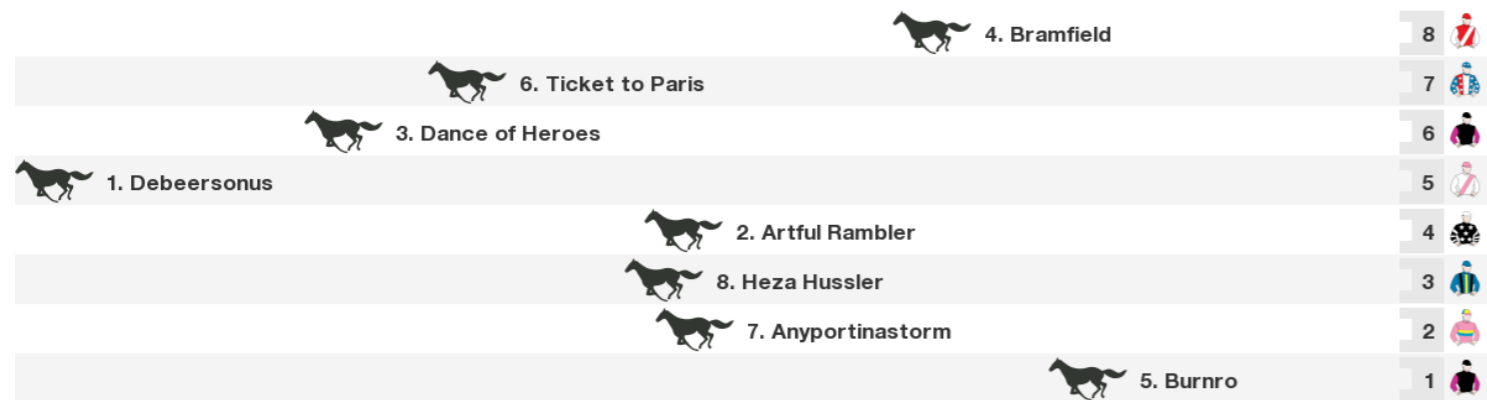 4. Bramfield 8
6. Ticket to Paris 7
3. Dance of Heroes 6
1. Debeersonus 5
2. Artful Rambler 4
8. Heza Hussler 3
7. Anyportinastorm 2
5. Burnro 1